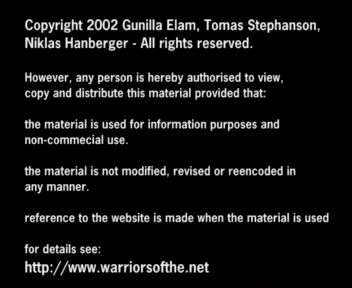 Copyright 2002 Gunilla Elam, Tomas Stephanson,
Niklas Hanberger - All rights reserved.
However, any person is hereby authorised to view,
copy and distribute this material provided that:
the material is used for information purposes and
non-commecial use.
the material is not modified, revised or reencoded in
any manner.
reference to the website is made when the material is used
for details see:
http://www.warriorsofthe.net